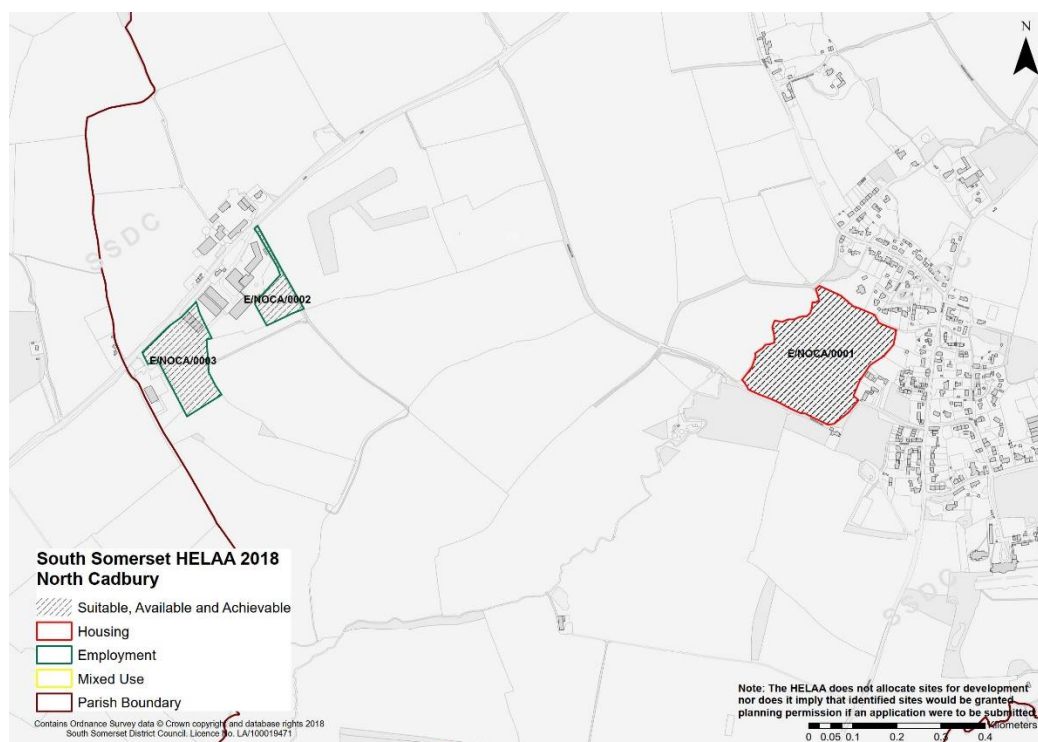 N
SSDC
E/NOCA/0002
E/NOCA/0003
E/NOCA/0001
SSDC
South Somerset HELAA 2018
North Cadbury
Suitable, Available and Achievable
Housing
Employment
Mixed Use
Parish Boundary
Contains Ordnance Survey data © Crown copyright and database rights 2018
South Somerset District Council. Licence No. LA/100019471
Note: The HELAA does not allocate sites for development
nor does it imply that identified sites would be granted
planning permission if an application were to be submitted
Kilometers
0 0.05 0.1 0.2 0.3 0.4